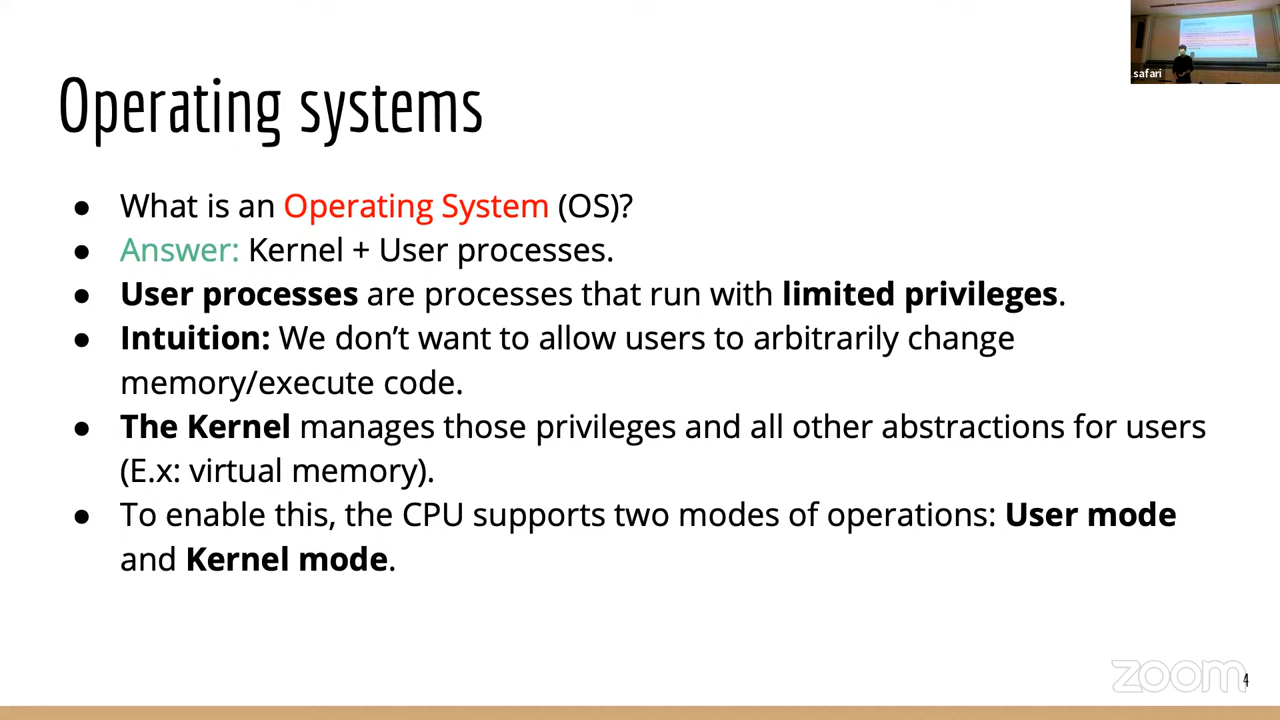 safari
Operating systems
● What is an Operating System (OS)?
● Answer: Kernel + User processes.
● User processes are processes that run with limited privileges.
● Intuition: We don’t want to allow users to arbitrarily change
memory/execute code.
● The Kernel manages those privileges and all other abstractions for users
(E.x: virtual memory).
● To enable this, the CPU supports two modes of operations: User mode
and Kernel mode.
zoom
4